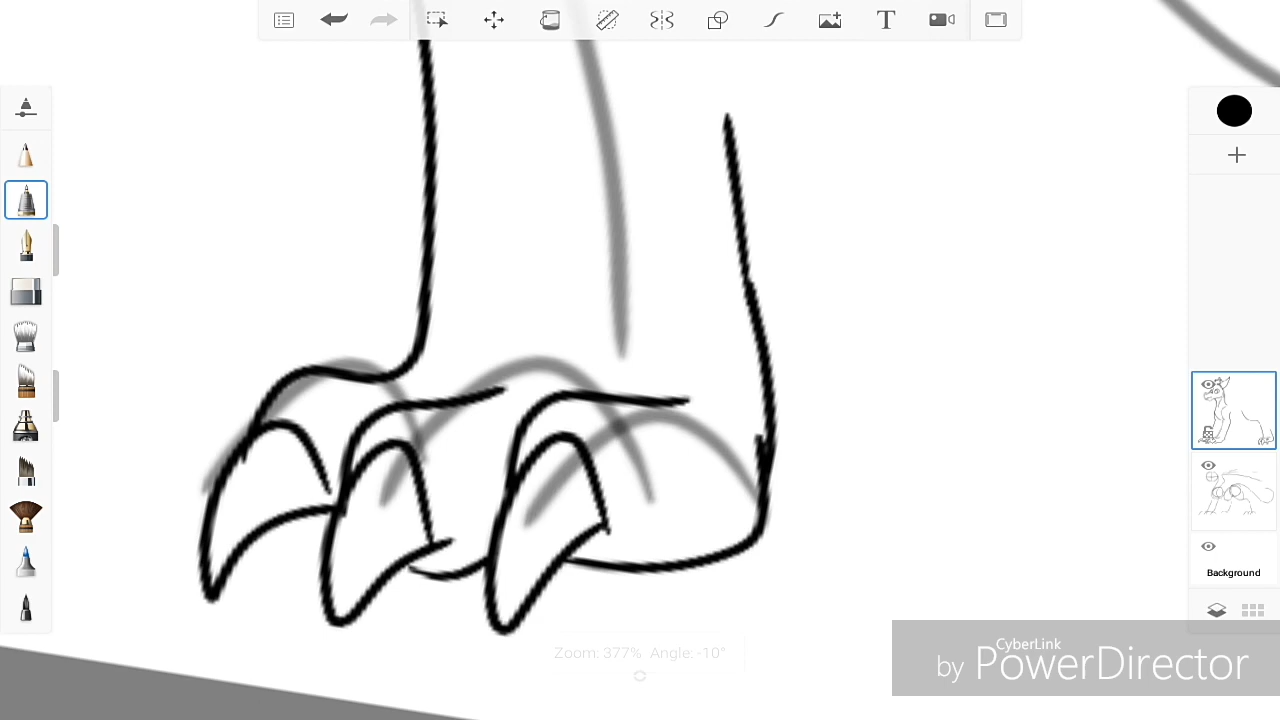 T
Background
Zoom: 377% Angle: -10°
CyberLink
by PowerDirector